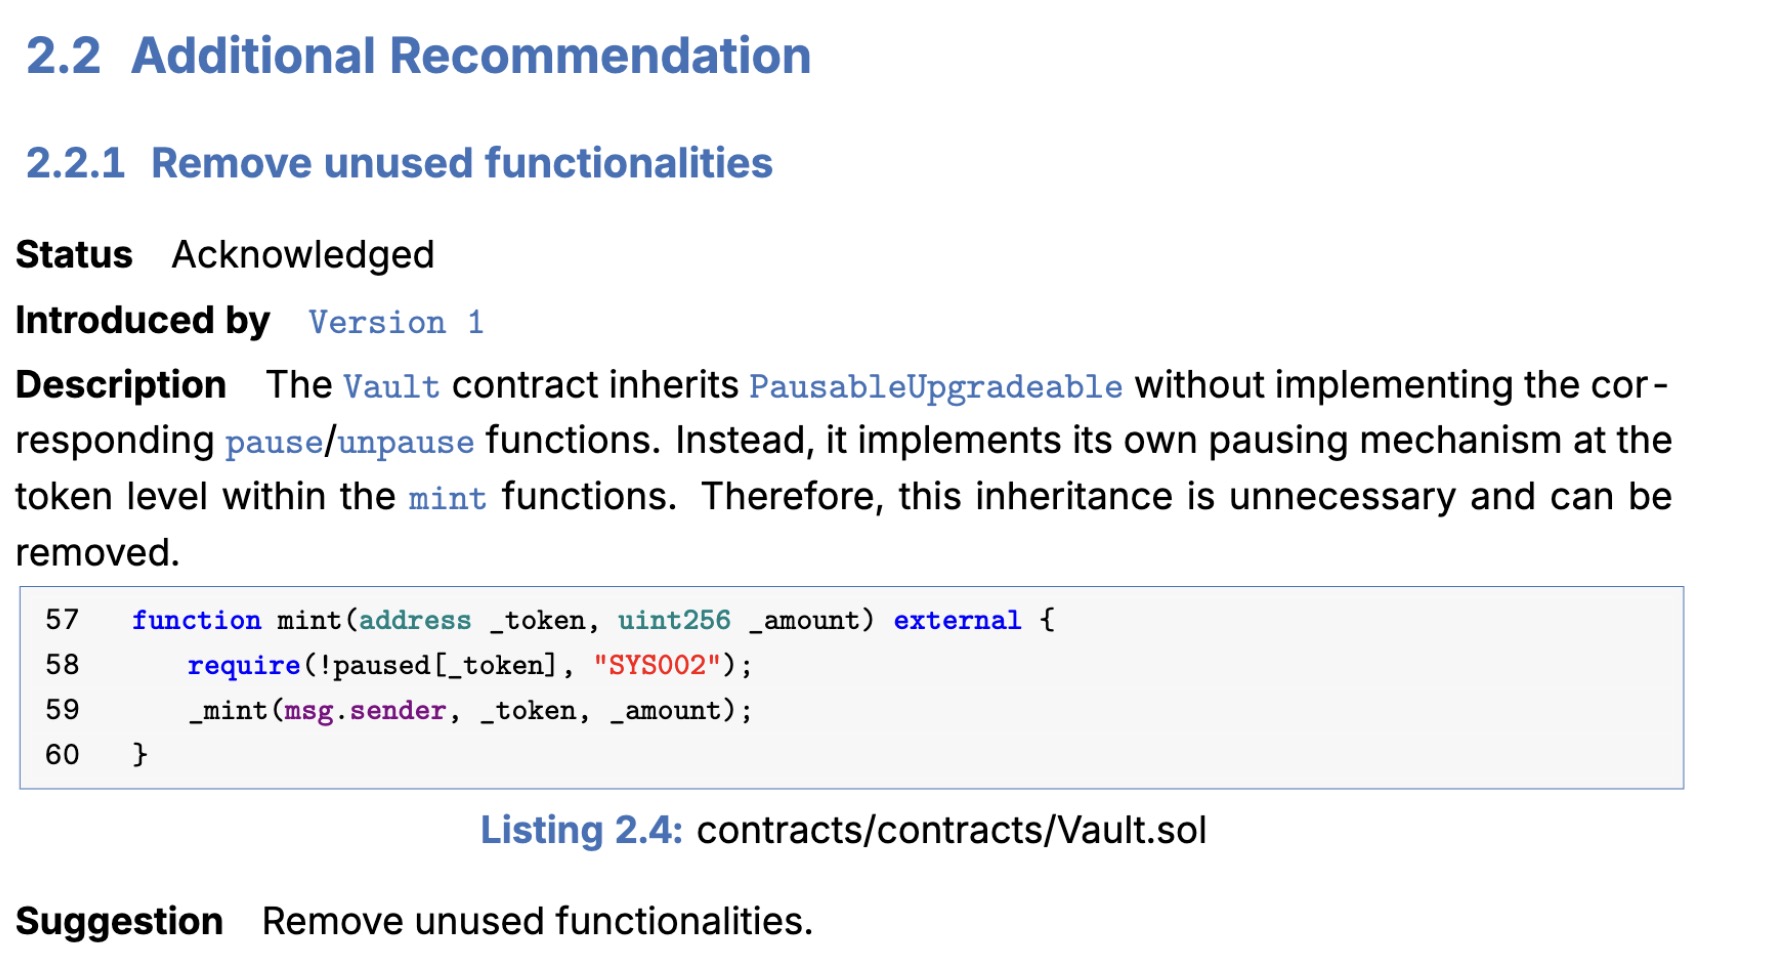 2.2 Additional Recommendation
2.2.1 Remove unused functionalities
Status Acknowledged
Introduced by Version 1
Description The Vault contract inherits PausableUpgradeable without implementing the cor-
responding pause/unpause functions. Instead, it implements its own pausing mechanism at the
token level within the mint functions. Therefore, this inheritance is unnecessary and can be
removed.
57 function mint(address _token, uint256 _amount) external {
58 require(!paused[_token], "SYS002");
59 _mint(msg.sender, _token, _amount);
60 }
Listing 2.4: contracts/contracts/Vault.sol
Suggestion Remove unused functionalities.